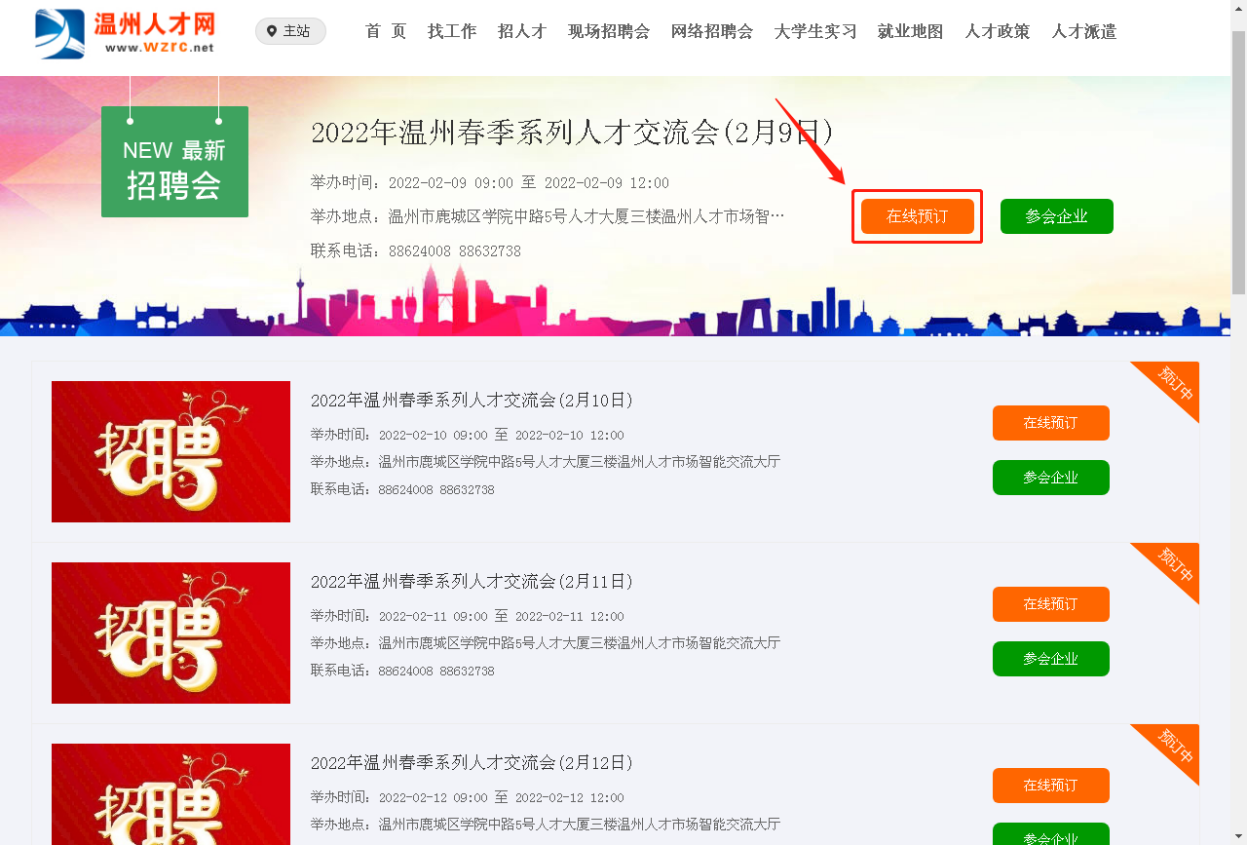 温州人才网
www.wzrc.net
主站
首 页 找工作 招人才 现场招聘会 网络招聘会 大学生实习 就业地图 人才政策 人才派遣
NEW 最新
招聘会
2022年温州春季系列人才交流会(2月9日)
举办时间：2022-02-09 09:00 至 2022-02-09 12:00
举办地点：温州市鹿城区学院中路5号人才大厦三楼温州人才市场智…
联系电话：88624008 88632738
在线预订
参会企业
招聘
2022年温州春季系列人才交流会(2月10日)
举办时间：2022-02-10 09:00 至 2022-02-10 12:00
举办地点：温州市鹿城区学院中路5号人才大厦三楼温州人才市场智能交流大厅
联系电话：88624008 88632738
预订中
在线预订
参会企业
招聘
2022年温州春季系列人才交流会(2月11日)
举办时间：2022-02-11 09:00 至 2022-02-11 12:00
举办地点：温州市鹿城区学院中路5号人才大厦三楼温州人才市场智能交流大厅
联系电话：88624008 88632738
预订中
在线预订
参会企业
招聘
2022年温州春季系列人才交流会(2月12日)
举办时间：2022-02-12 09:00 至 2022-02-12 12:00
举办地点：温州市鹿城区学院中路5号人才大厦三楼温州人才市场智能交流大厅
预订中
在线预订
参会企业